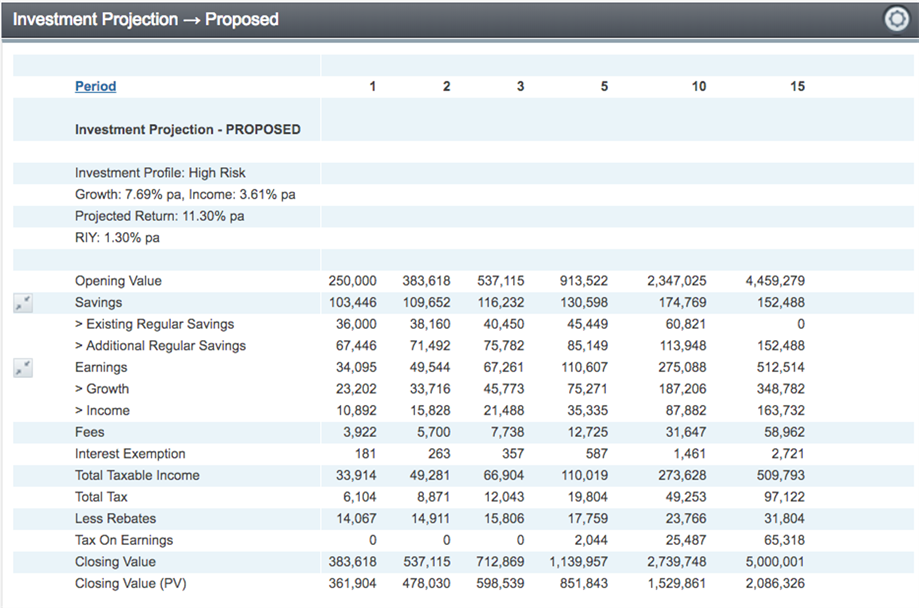 Investment Projection → Proposed
Period 1 2 3 5 10 15
Investment Projection - PROPOSED
Investment Profile: High Risk
Growth: 7.69% pa, Income: 3.61% pa
Projected Return: 11.30% pa
RIY: 1.30% pa
Opening Value 250,000 383,618 537,115 913,522 2,347,025 4,459,279
Savings 103,446 109,652 116,232 130,598 174,769 152,488
> Existing Regular Savings 36,000 38,160 40,450 45,449 60,821 0
> Additional Regular Savings 67,446 71,492 75,782 85,149 113,948 152,488
Earnings 34,095 49,544 67,261 110,607 275,088 512,514
> Growth 23,202 33,716 45,773 75,271 187,206 348,782
> Income 10,892 15,828 21,488 35,335 87,882 163,732
Fees 3,922 5,700 7,738 12,725 31,647 58,962
Interest Exemption 181 263 357 587 1,461 2,721
Total Taxable Income 33,914 49,281 66,904 110,019 273,628 509,793
Total Tax 6,104 8,871 12,043 19,804 49,253 97,122
Less Rebates 14,067 14,911 15,806 17,759 23,766 31,804
Tax On Earnings 0 0 0 2,044 25,487 65,318
Closing Value 383,618 537,115 712,869 1,139,957 2,739,748 5,000,001
Closing Value (PV) 361,904 478,030 598,539 851,843 1,529,861 2,086,326